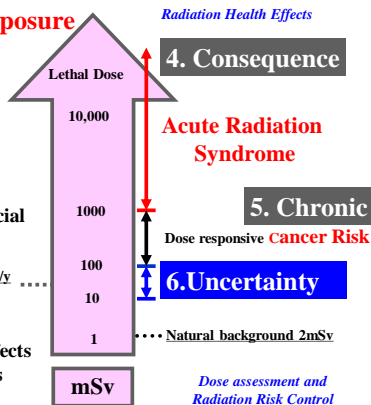 posure
Radiation Health Effects
4. Consequence
Lethal Dose
10,000
Acute Radiation
Syndrome
cial
1000
5. Chronic
Dose responsive Cancer Risk
/y
100
6.Uncertainty
10
1
Natural background 2mSv
fects
s
mSv
Dose assessment and
Radiation Risk Control